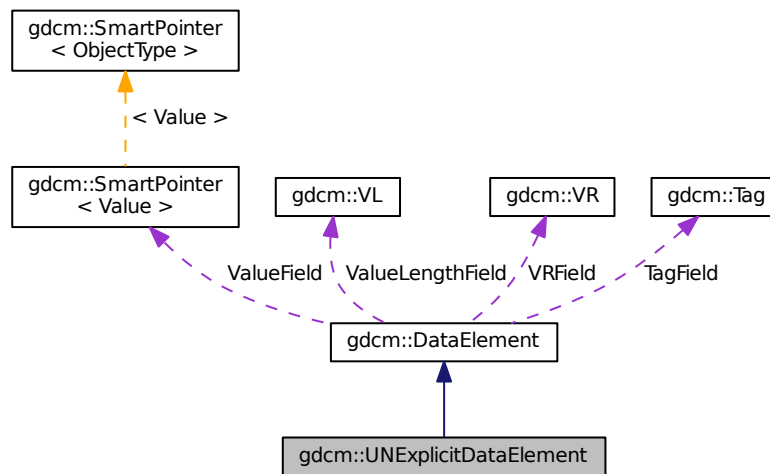 gdcm::SmartPointer
< ObjectType >
< Value >
gdcm::SmartPointer
< Value >
gdcm::VL
gdcm::VR
gdcm::Tag
ValueField
ValueLengthField
VRField
TagField
gdcm::DataElement
gdcm::UNExplicitDataElement